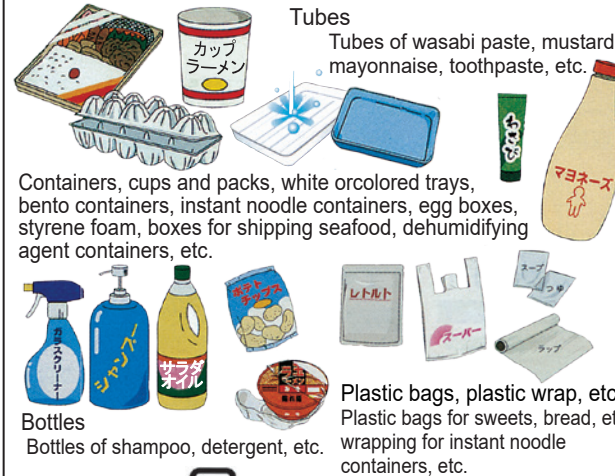 Tubes
Tubes of wasabi paste, mustard
mayonnaise, toothpaste, etc.
カップ
ラーメン
わさび
マヨネーズ
Containers, cups and packs, white orcolored trays,
bento containers, instant noodle containers, egg boxes,
styrene foam, boxes for shipping seafood, dehumidifying
agent containers, etc.
ガラスクリーナー
シャンプー
サラダ
オイル
ポテト
チップス
レトルト
スーパー
スープ
つゆ
ラップ
Bottles
Bottles of shampoo, detergent, etc.
Plastic bags, plastic wrap, etc
Plastic bags for sweets, bread, et
wrapping for instant noodle
containers, etc.